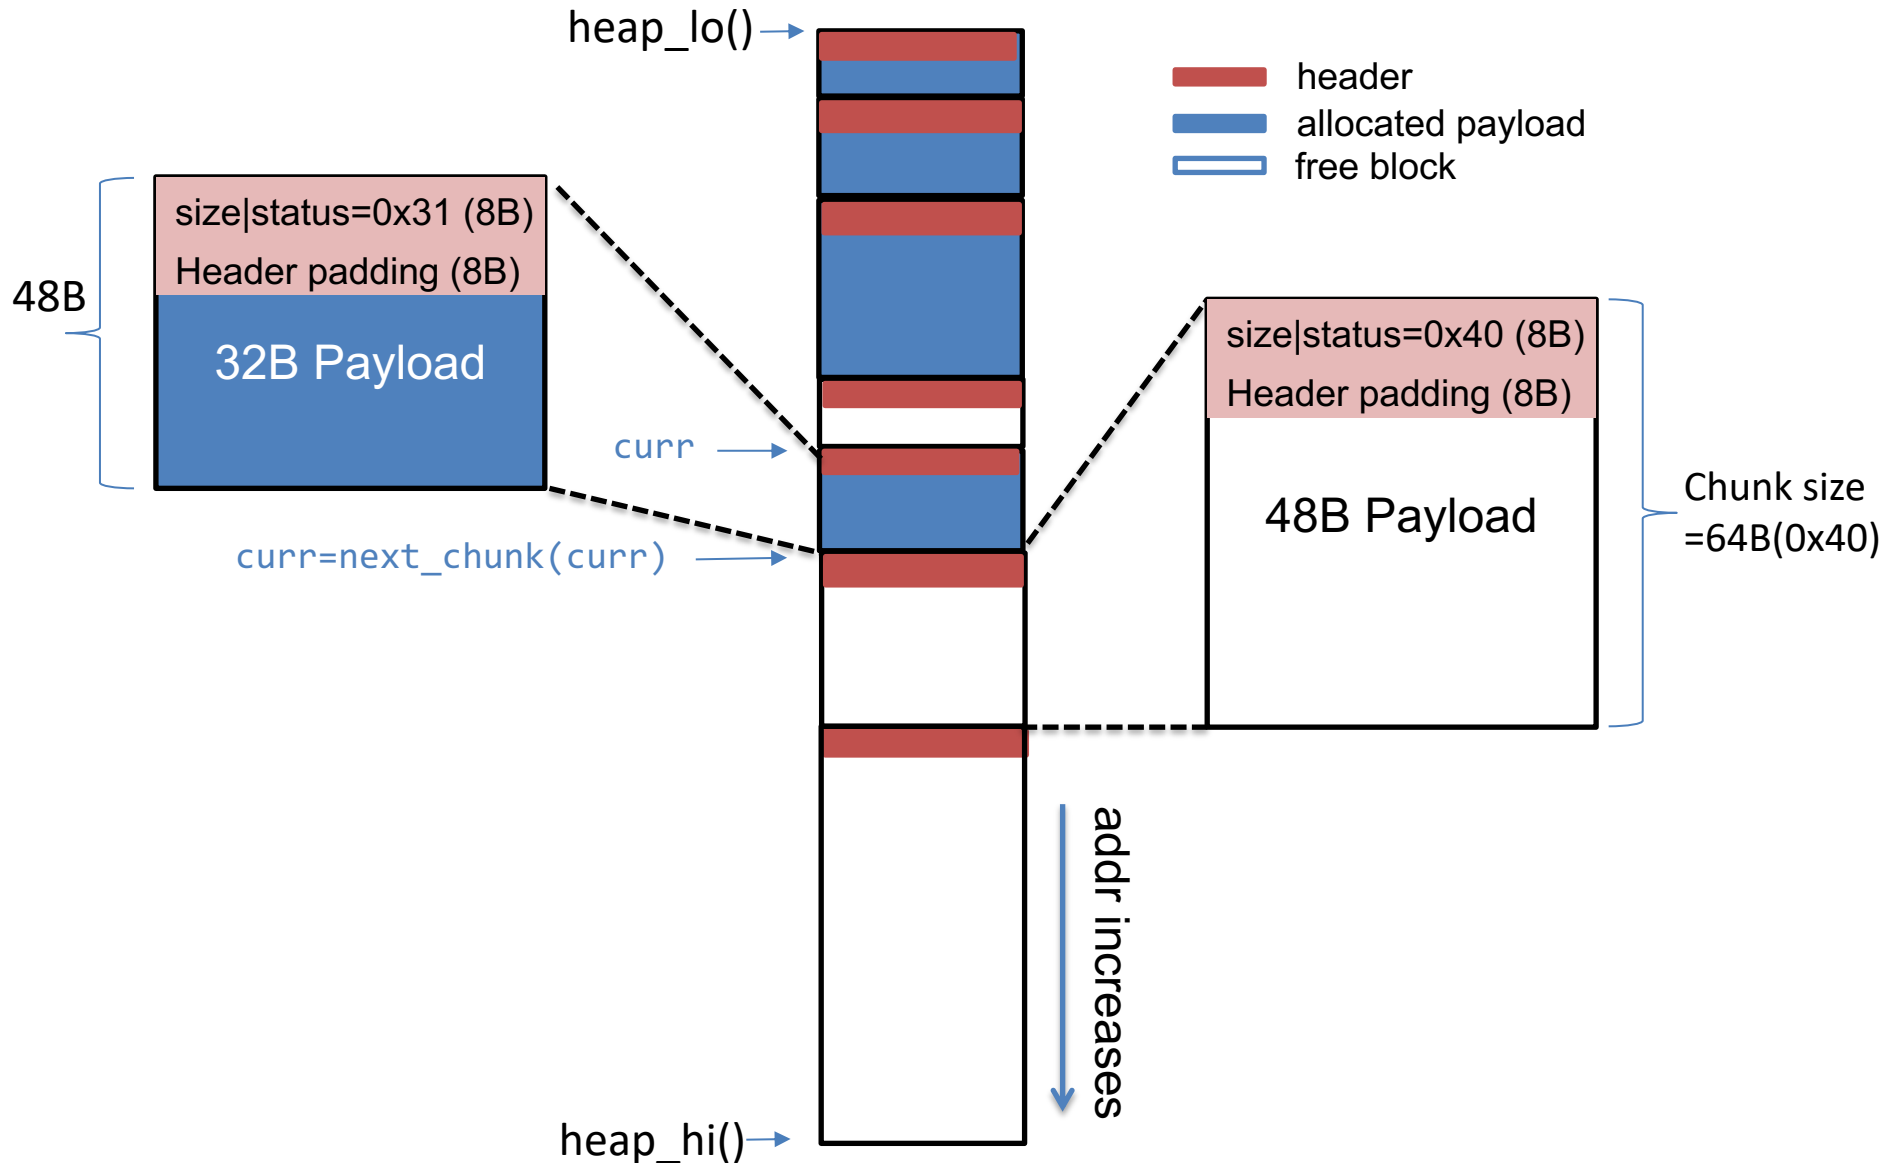 heap_lo()
header
allocated payload
free block
size|status=0x31 (8B)
Header padding (8B)
48B
32B Payload
size|status=0x40 (8B)
Header padding (8B)
48B Payload
Chunk size
=64B(0x40)
curr
curr=next_chunk(curr)
addr increases
heap_hi()